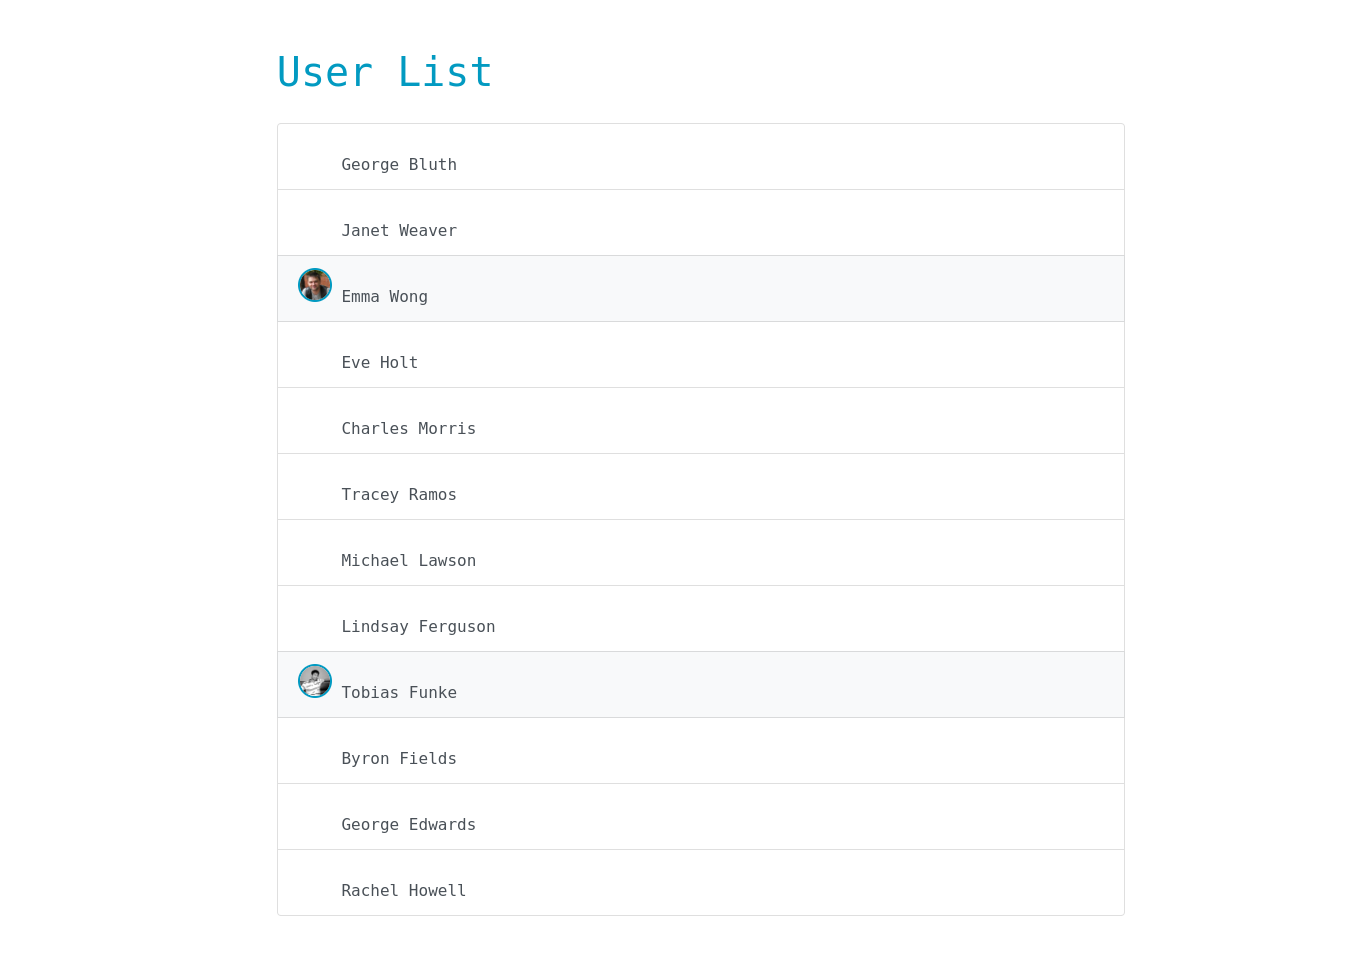 User List
George Bluth
Janet Weaver
Emma Wong
Eve Holt
Charles Morris
Tracey Ramos
Michael Lawson
Lindsay Ferguson
Tobias Funke
Byron Fields
George Edwards
Rachel Howell